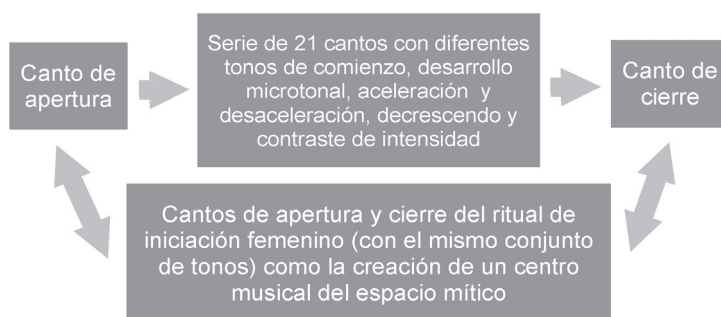 Canto de
apertura
Serie de 21 cantos con diferentes
tonos de comienzo, desarrollo
microtonal, aceleración y
desaceleración, decrescendo y
contraste de intensidad
Canto de
cierre
Cantos de apertura y cierre del ritual de
iniciación femenino (con el mismo conjunto
de tonos) como la creación de un centro
musical del espacio mítico